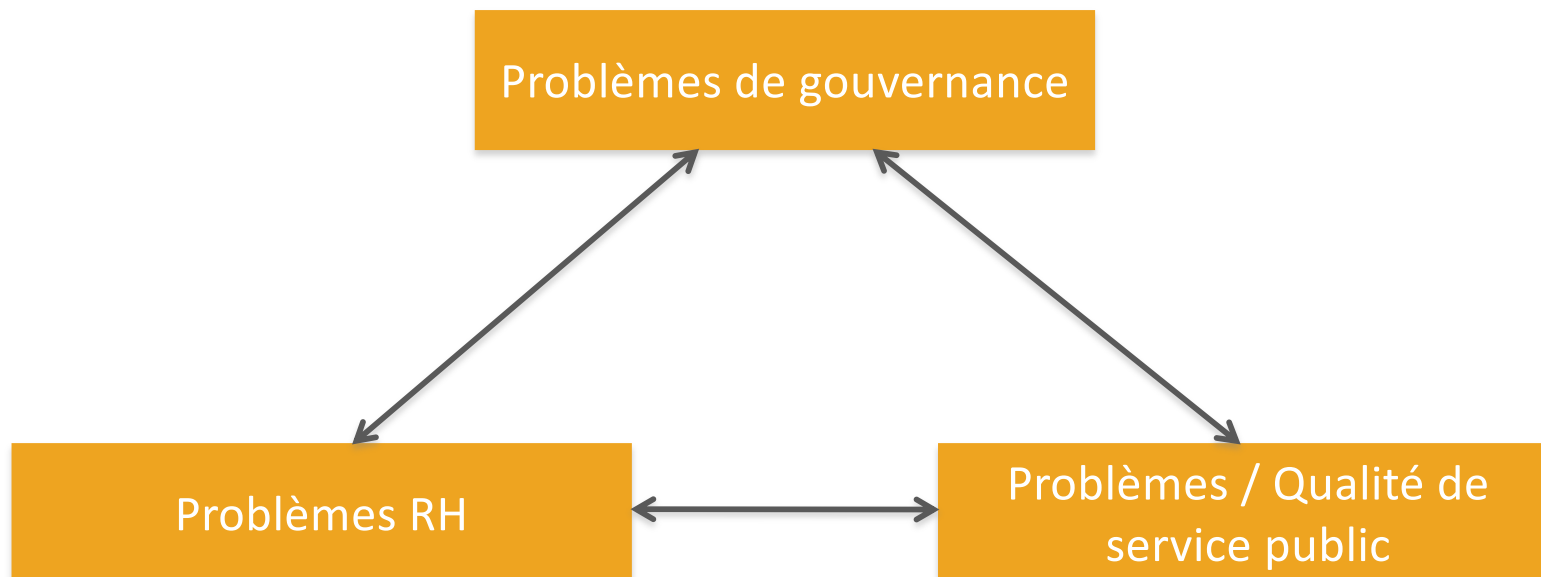 Problèmes de gouvernance
Problèmes RH
Problèmes / Qualité de
service public